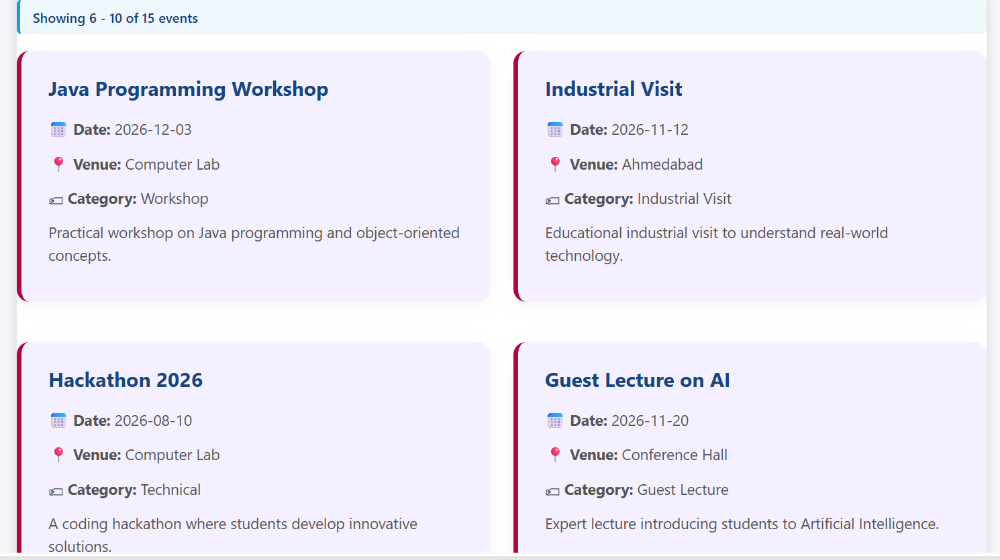 Showing 6 - 10 of 15 events
Java Programming Workshop
Date: 2026-12-03
Venue: Computer Lab
Category: Workshop
Practical workshop on Java programming and object-oriented
concepts.
Industrial Visit
Date: 2026-11-12
Venue: Ahmedabad
Category: Industrial Visit
Educational industrial visit to understand real-world
technology.
Hackathon 2026
Date: 2026-08-10
Venue: Computer Lab
Category: Technical
A coding hackathon where students develop innovative
solutions.
Guest Lecture on AI
Date: 2026-11-20
Venue: Conference Hall
Category: Guest Lecture
Expert lecture introducing students to Artificial Intelligence.